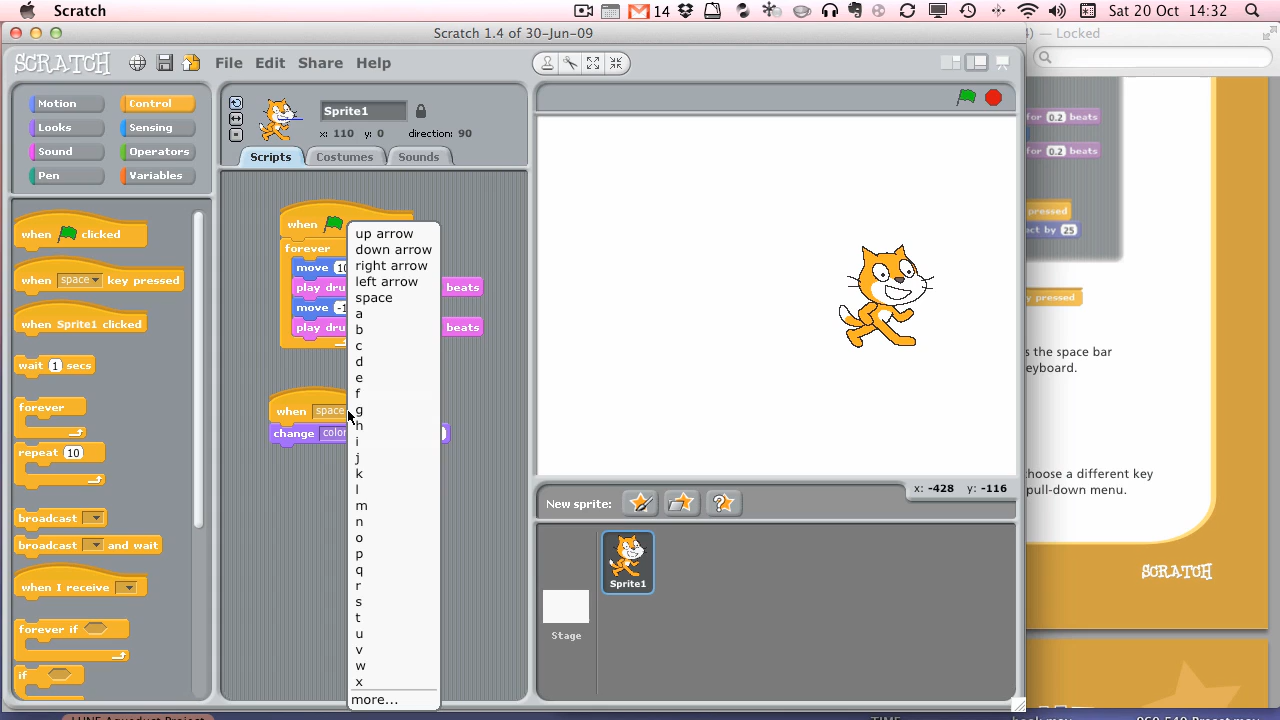 Scratch
14
Sat 20 Oct 14:32
Scratch 1.4 of 30-Jun-09
) — Locked
SCRATCH
File Edit Share Help
Motion
Control
Looks
Sensing
Sound
Operators
Pen
Variables
Sprite1
x: 110 y: 0 direction: 90
Scripts
Costumes
Sounds
when clicked
when space key pressed
when Sprite1 clicked
wait 1 secs
forever
repeat 10
broadcast
broadcast and wait
when I receive
forever if
if
when
forever
move 10
play dru
beats
move -1
play dru
beats
when space
change color
up arrow
down arrow
right arrow
left arrow
space
a
b
c
d
e
f
g
h
i
j
k
l
m
n
o
p
q
r
s
t
u
v
w
x
more...
x: -428 y: -116
New sprite:
Sprite1
Stage
for 0.2 beats
for 0.2 beats
pressed
ct by 25
y pressed
s the space bar
eyboard.
hoose a different key
pull-down menu.
SCRATCH